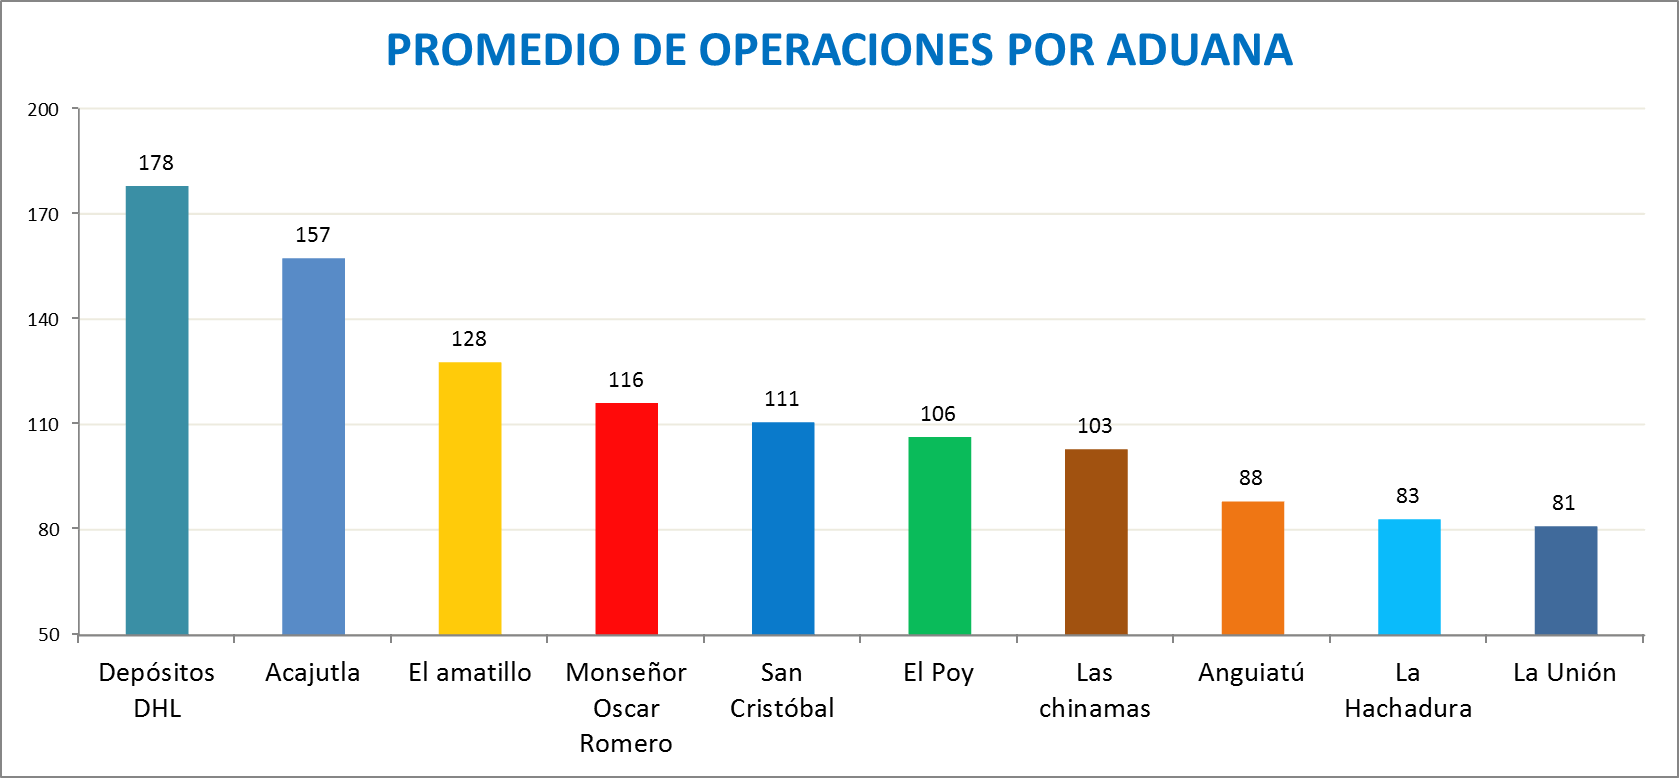 PROMEDIO DE OPERACIONES POR ADUANA
200
170
140
110
80
50
178
157
128
116
111
106
103
88
83
81
Depósitos
DHL
Acajutla
El amatillo
Monseñor
Oscar
Romero
San
Cristóbal
El Poy
Las
chinamas
Anguiatú
La
Hachadura
La Unión